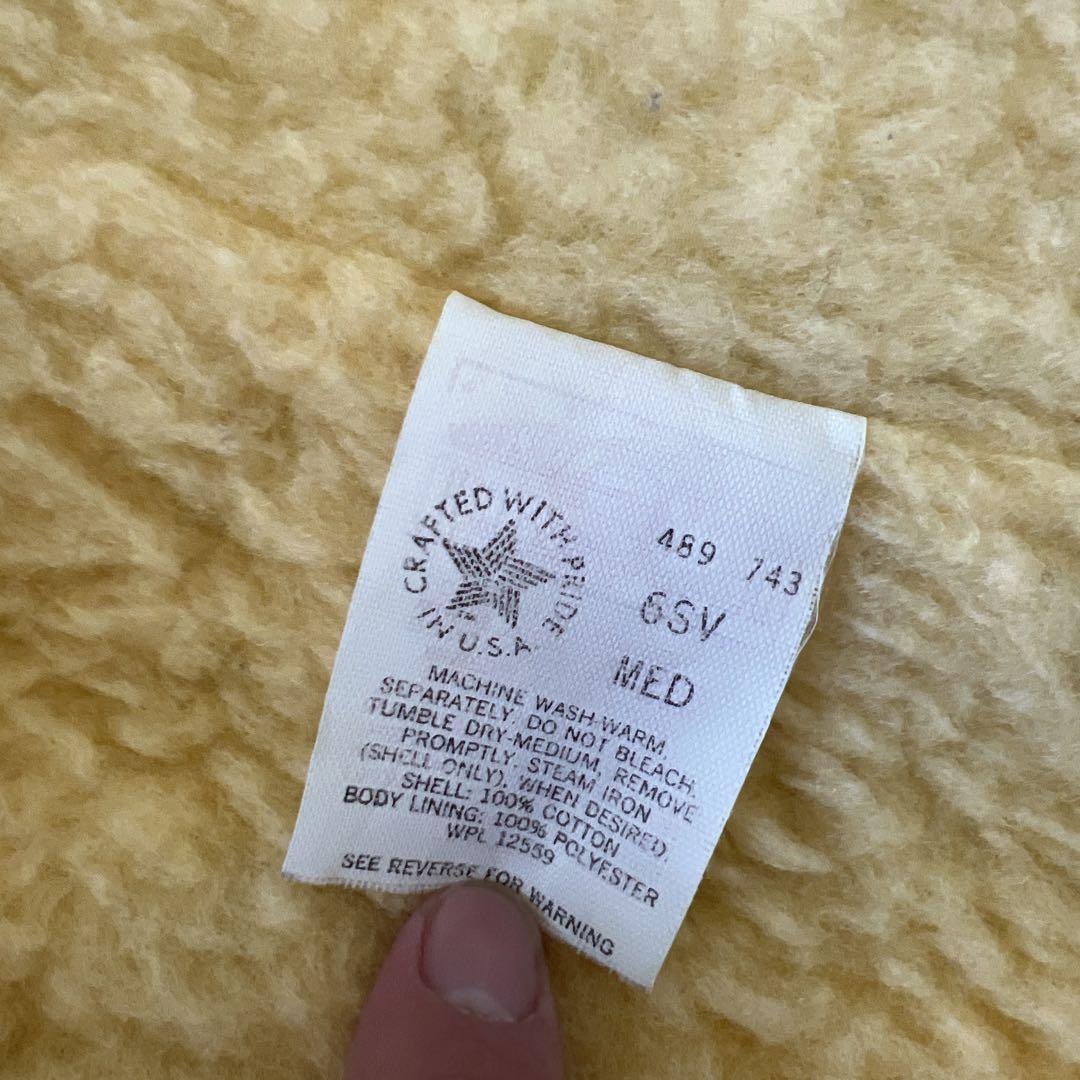 CRAFTED WITH PRIDE
IN U.S.A
489 743
6SV
MED
MACHINE WASH-WARM,
SEPARATELY, DO NOT BLEACH,
TUMBLE DRY-MEDIUM, REMOVE
PROMPTLY, STEAM IRON
(SHELL ONLY), WHEN DESIRED.
SHELL: 100% COTTON
BODY LINING: 100% POLYESTER
WPL 12559
SEE REVERSE FOR WARNING